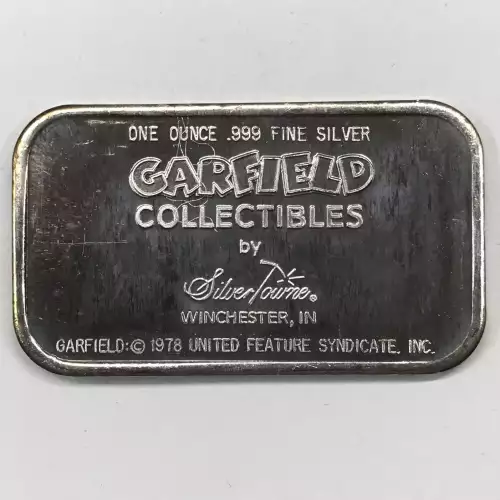 ONE OUNCE .999 FINE SILVER
GARFIELD
COLLECTIBLES
by
SilverTowne®
WINCHESTER, IN
GARFIELD: © 1978 UNITED FEATURE SYNDICATE, INC.